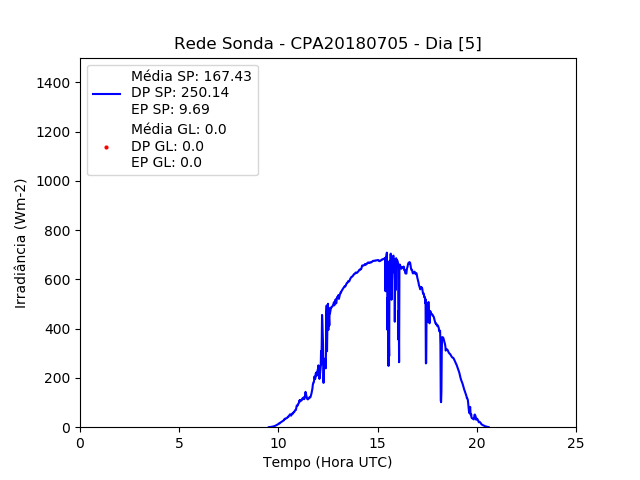 Rede Sonda - CPA20180705 - Dia [5]
Média SP: 167.43
DP SP: 250.14
EP SP: 9.69
Média GL: 0.0
DP GL: 0.0
EP GL: 0.0
Irradiância (Wm-2)
1400
1200
1000
800
600
400
200
0
0 5 10 15 20 25
Tempo (Hora UTC)